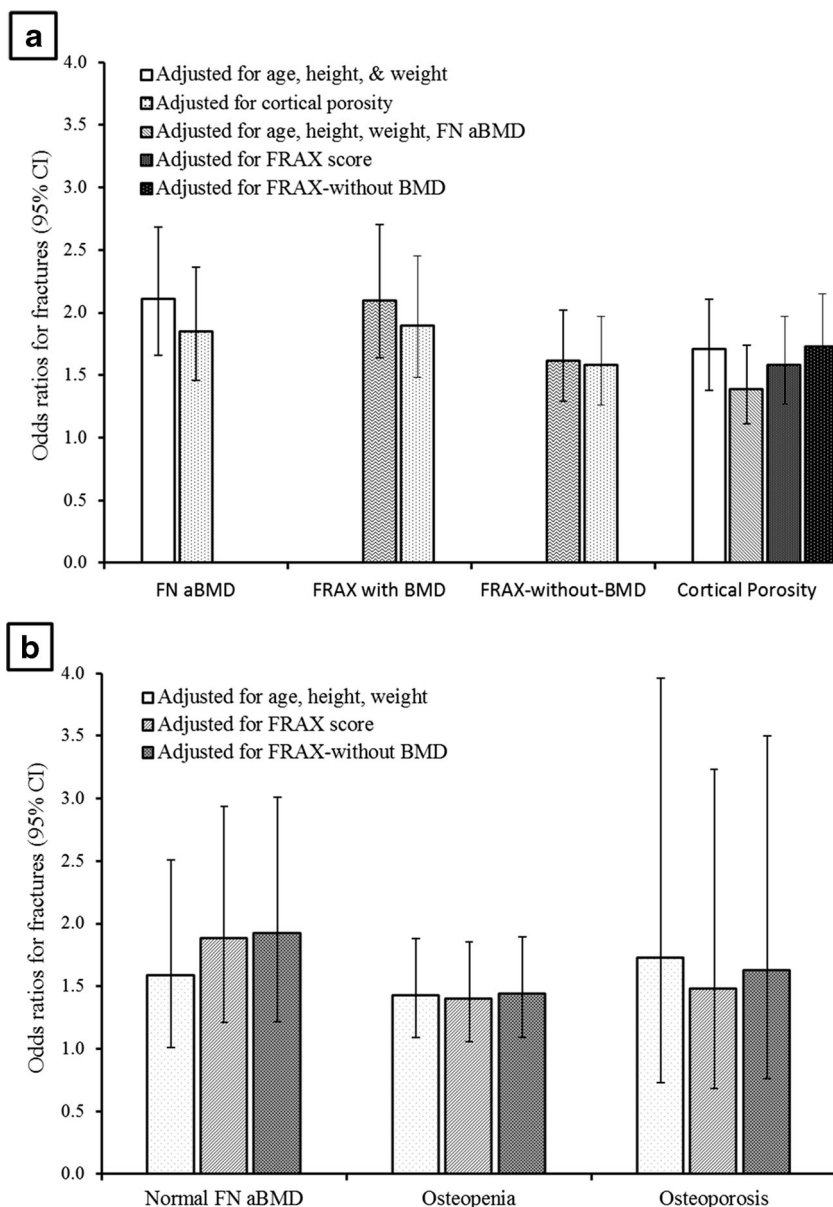 a
4.0
Adjusted for age, height, & weight
3.5
Adjusted for cortical porosity
Adjusted for age, height, weight, FN aBMD
3.0
Adjusted for FRAX score
Adjusted for FRAX-without BMD
2.5
2.0
1.5
1.0
0.5
0.0
Odds ratios for fractures (95% CI)
FN aBMD FRAX with BMD FRAX-without-BMD Cortical Porosity
b
4.0
Adjusted for age, height, weight
3.5
Adjusted for FRAX score
Adjusted for FRAX-without BMD
3.0
2.5
2.0
1.5
1.0
0.5
0.0
Odds ratios for fractures (95% CI)
Normal FN aBMD Osteopenia Osteoporosis